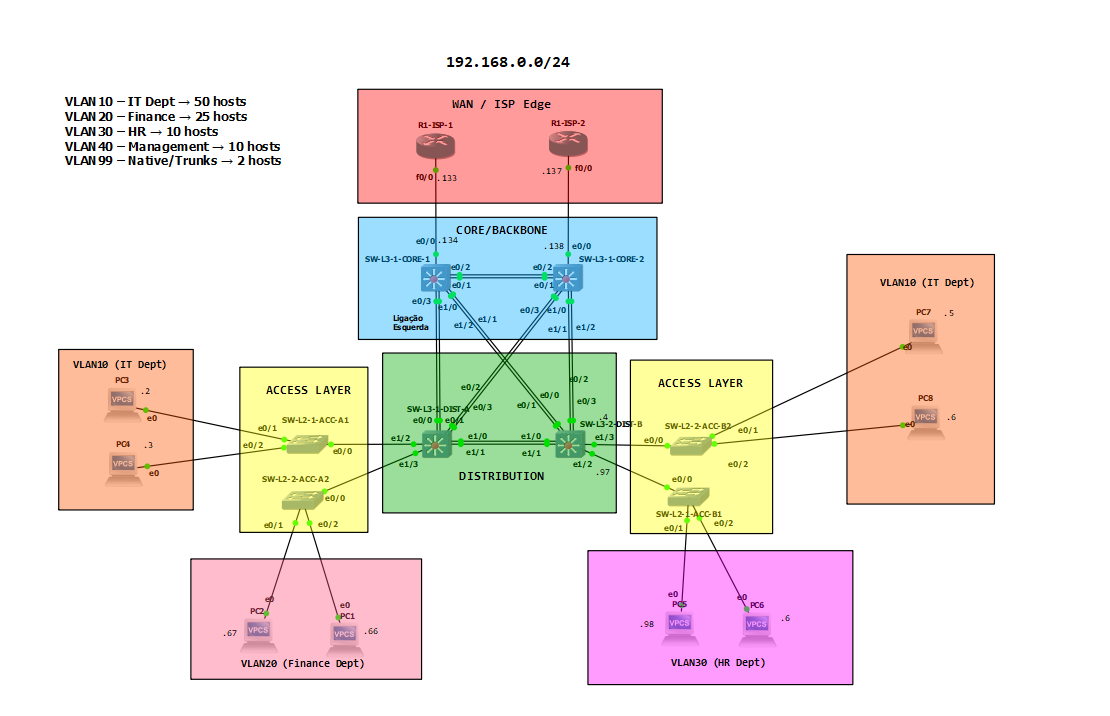 192.168.0.0/24
VLAN 10 – IT Dept → 50 hosts
VLAN 20 – Finance → 25 hosts
VLAN 30 – HR → 10 hosts
VLAN 40 – Management → 10 hosts
VLAN 99 – Native/Trunks → 2 hosts
WAN / ISP Edge
R1-ISP-1
R1-ISP-2
f0/0 .133
.137 f0/0
CORE/BACKBONE
e0/0 .134
.138 e0/0
SW-L3-1-CORE-1
SW-L3-1-CORE-2
e0/2
e0/2
e0/1
e0/1
e0/3
e1/0
e0/3
e1/0
Ligação
Esquerda
e1/2
e1/1
e1/1
e1/2
VLAN10 (IT Dept)
PC7
.5
VPCS
e0
PC8
.6
VPCS
e0
VLAN10 (IT Dept)
PC3
.2
VPCS
e0
PC4
.3
VPCS
e0
ACCESS LAYER
SW-L2-1-ACC-A1
e0/1
e0/2
e0/0
SW-L2-2-ACC-A2
e0/0
e0/1
e0/2
e0/2
e0/3
e0/2
e0/0
e0/1
e0/3
SW-L3-1-DIST-A
e0/0
e0/1
.4
SW-L3-2-DIST-B
e1/2
e1/0
e1/0
e1/3
e1/3
e1/1
e1/1
e1/2
.97
DISTRIBUTION
ACCESS LAYER
SW-L2-2-ACC-B2
e0/0
e0/1
e0/2
e0/0
SW-L2-1-ACC-B1
e0/1
e0/2
e0
PC2
.67
VPCS
e0
PC1
.66
VPCS
VLAN20 (Finance Dept)
e0
PC5
.98
VPCS
e0
PC6
.6
VPCS
VLAN30 (HR Dept)